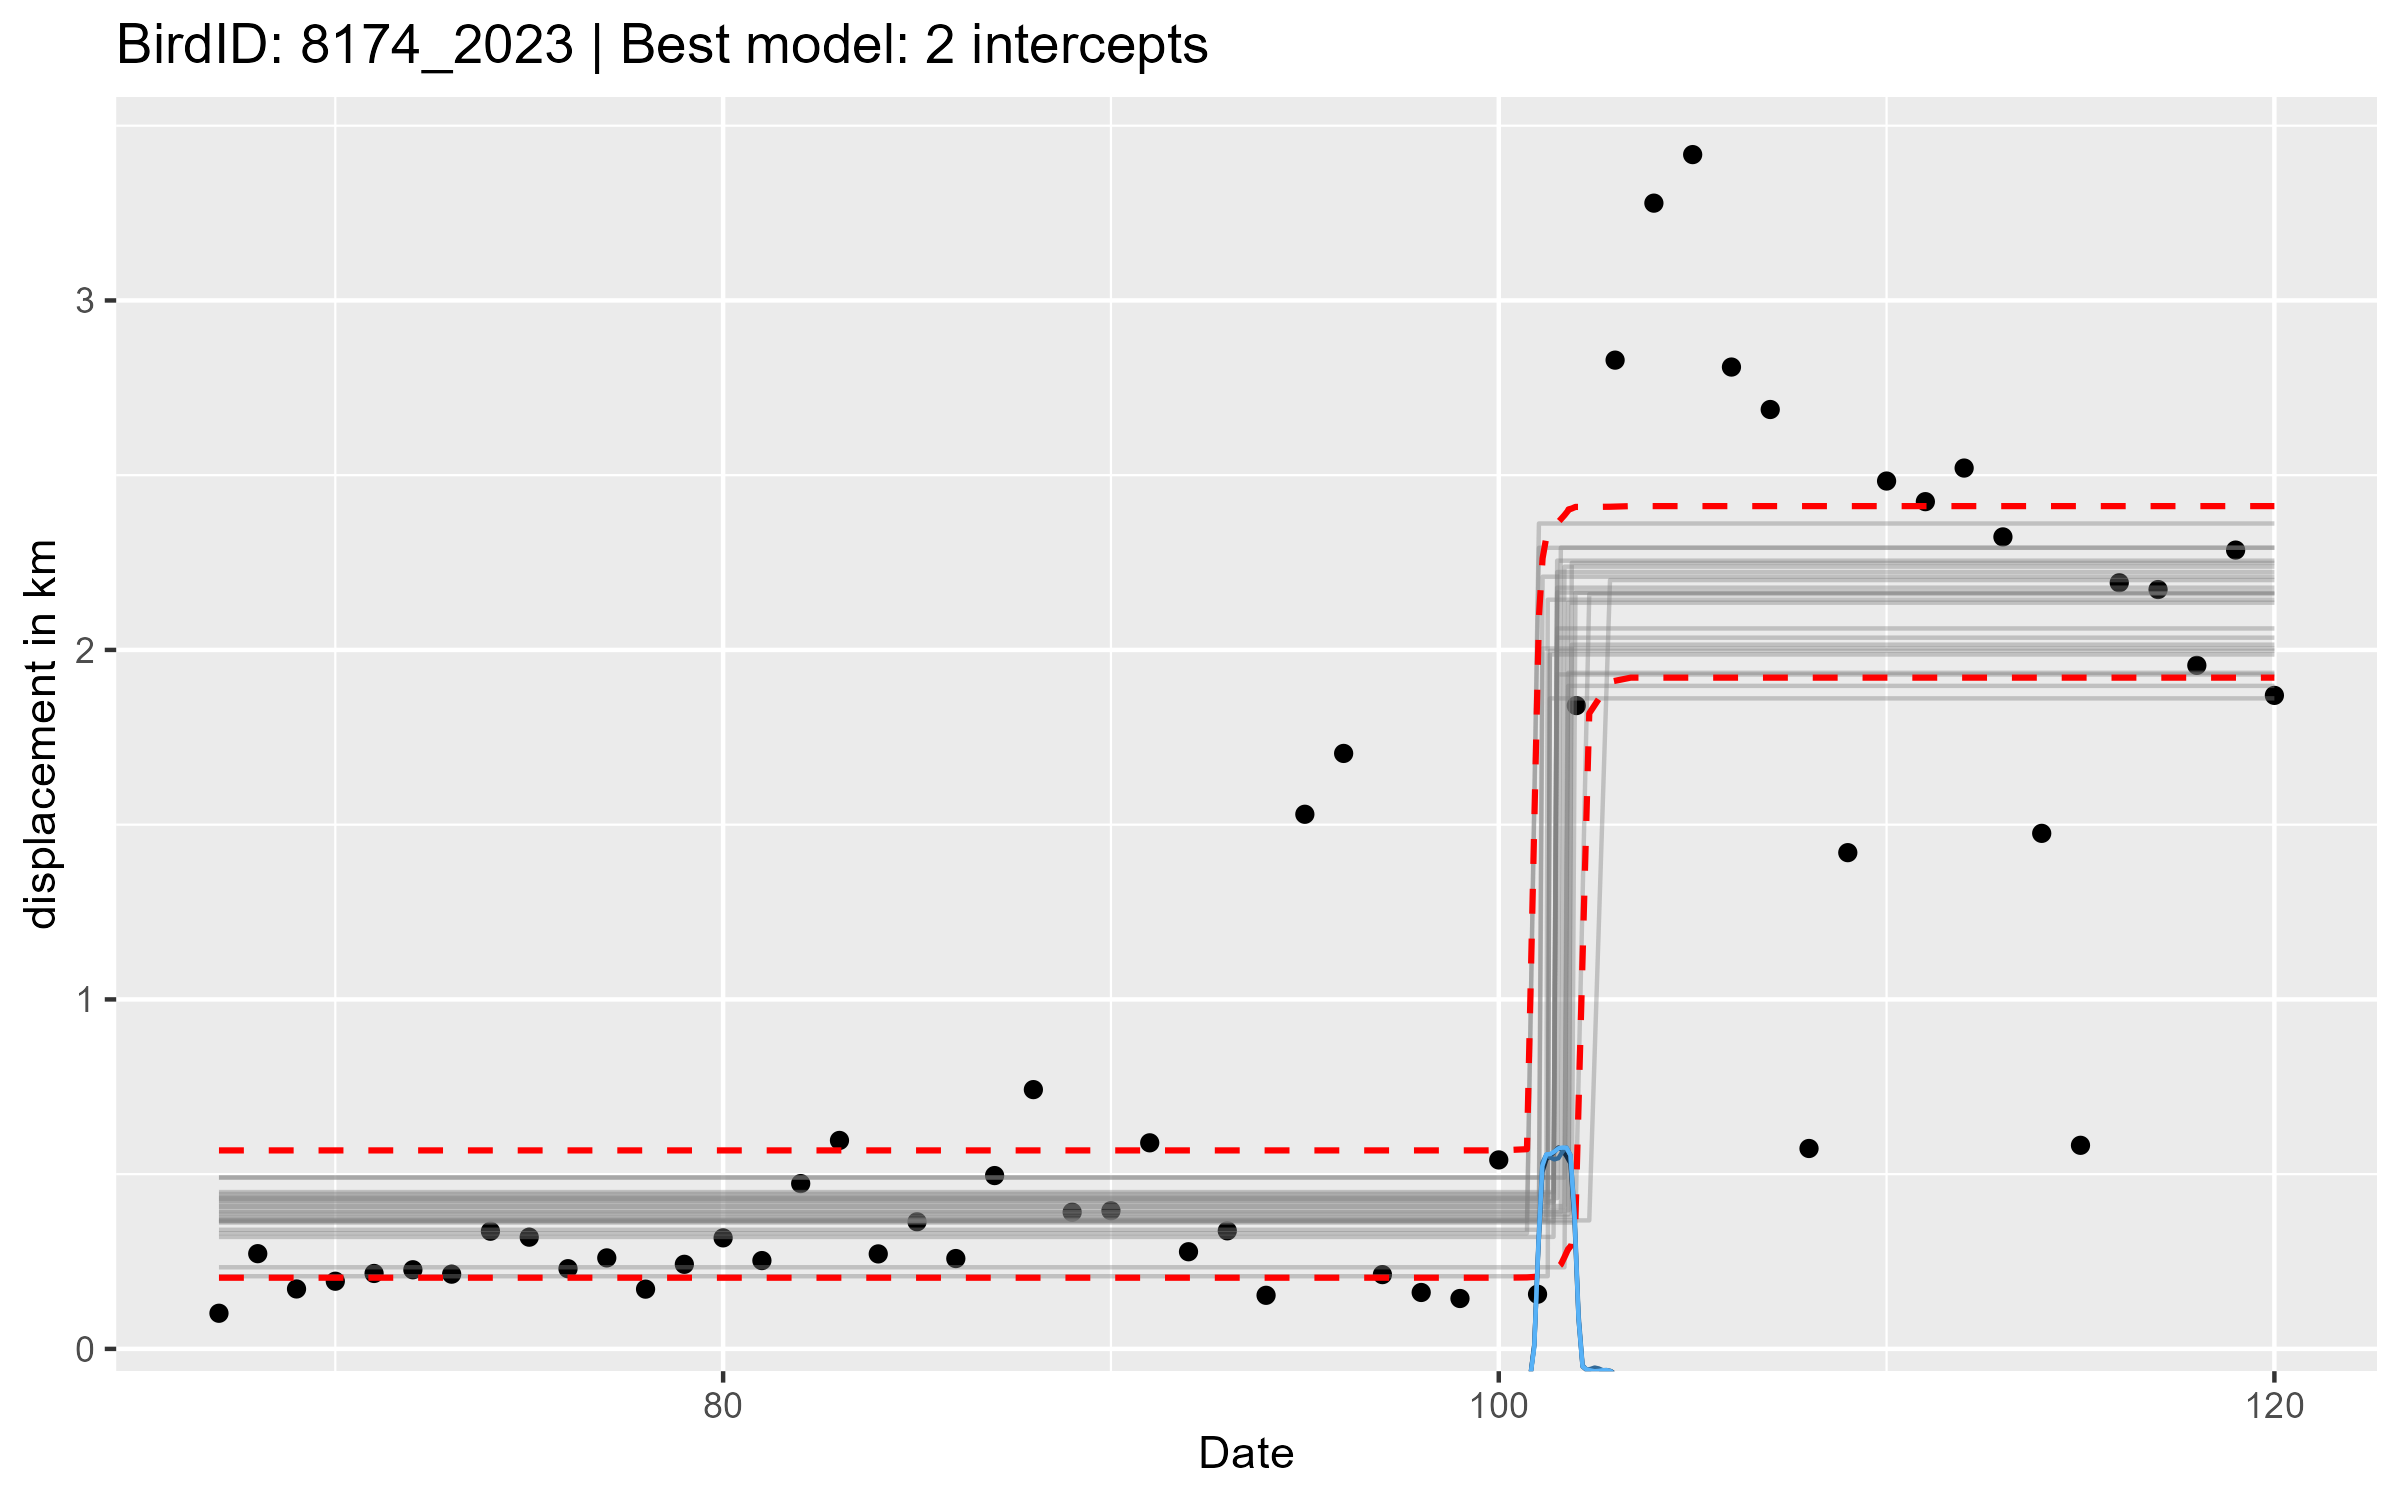 BirdID: 8174_2023 | Best model: 2 intercepts
displacement in km
3
2
1
0
80
100
120
Date